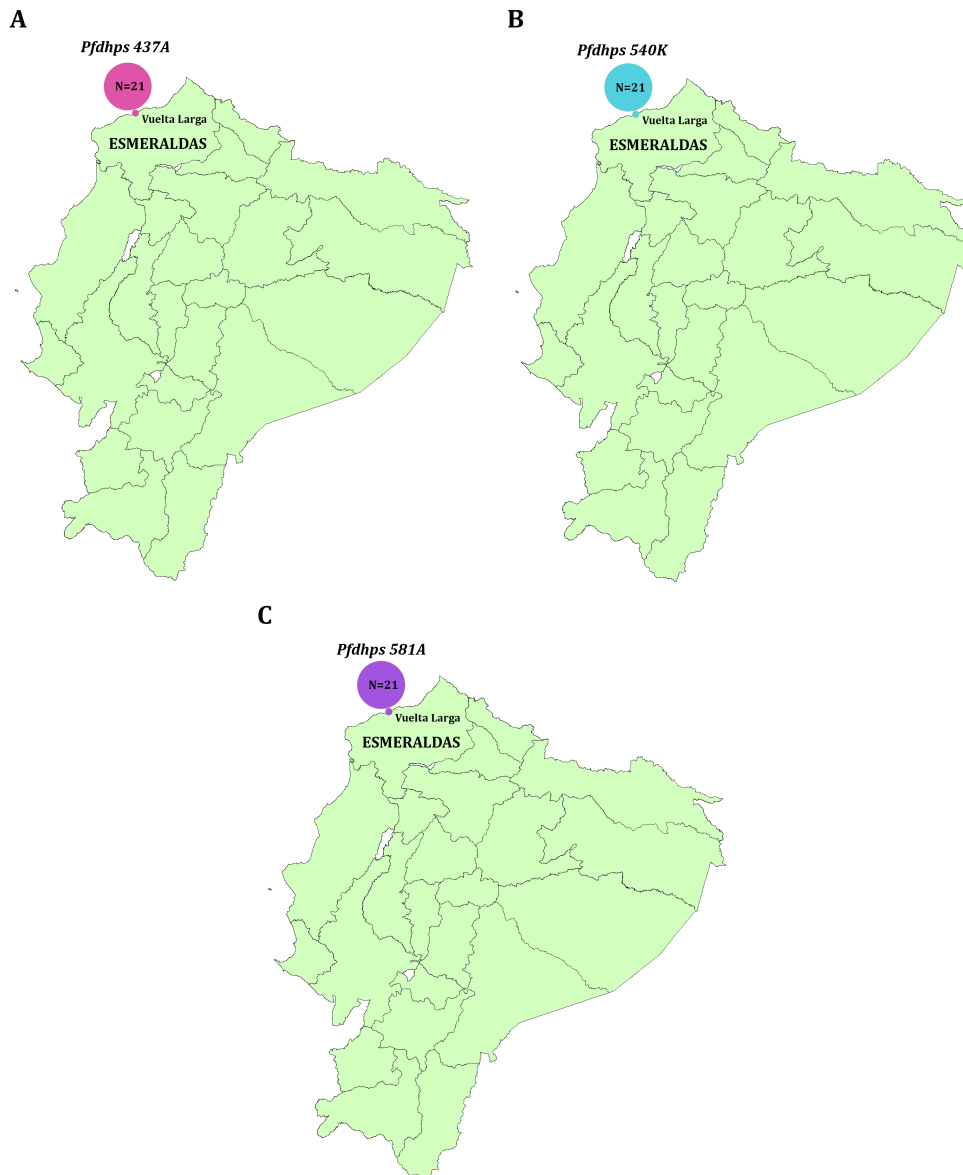 A
Pfdhps 437A
N=21
Vuelta Larga
ESMERALDAS
B
Pfdhps 540K
N=21
Vuelta Larga
ESMERALDAS
C
Pfdhps 581A
N=21
Vuelta Larga
ESMERALDAS